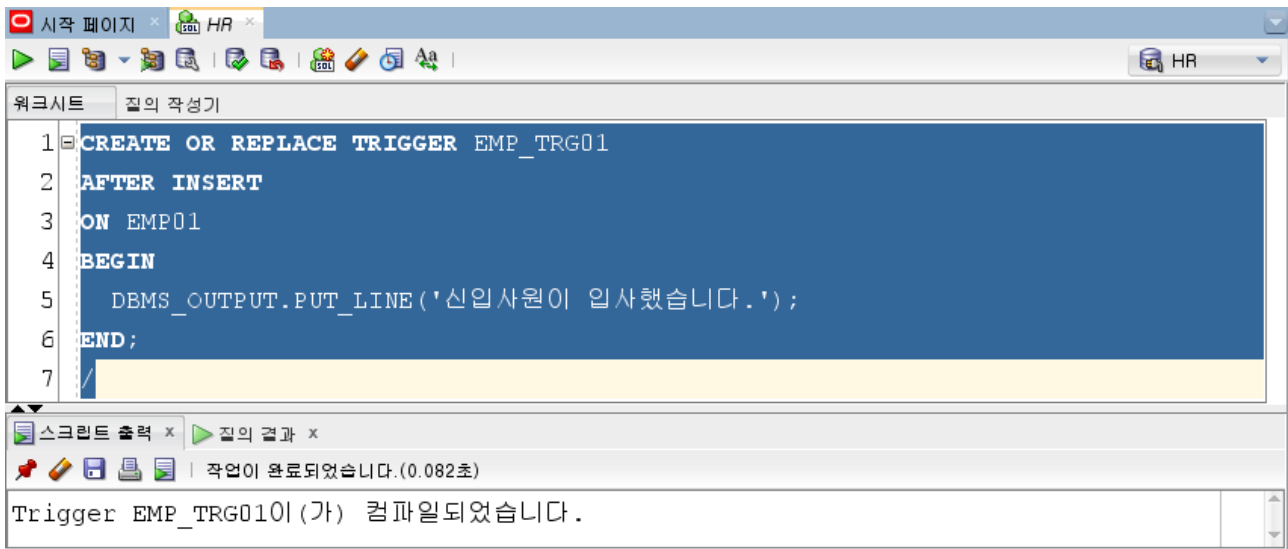 시작 페이지 HR
HR
워크시트 질의 작성기
1 CREATE OR REPLACE TRIGGER EMP_TRG01
2 AFTER INSERT
3 ON EMP01
4 BEGIN
5 DBMS_OUTPUT.PUT_LINE('신입사원이 입사했습니다.');
6 END;
7 /
스크립트 출력 x 질의 결과 x
작업이 완료되었습니다.(0.082초)
Trigger EMP_TRG01이(가) 컴파일되었습니다.